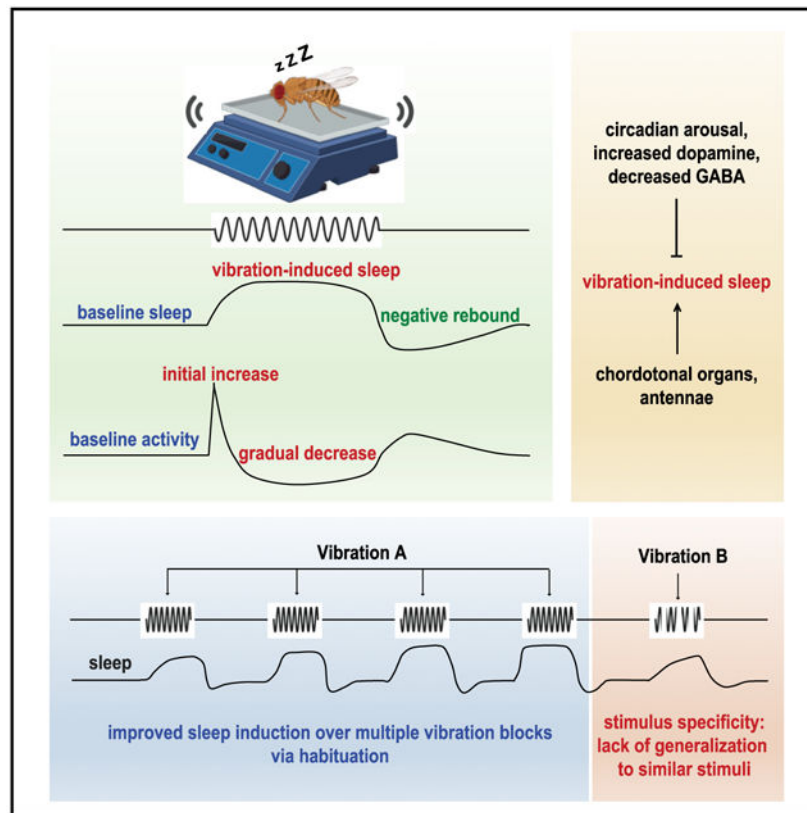 zzZ
circadian arousal,
increased dopamine,
decreased GABA
vibration-induced sleep
chordotonal organs,
antennae
vibration-induced sleep
baseline sleep
negative rebound
initial increase
baseline activity
gradual decrease
Vibration A
Vibration B
sleep
improved sleep induction over multiple vibration blocks
via habituation
stimulus specificity:
lack of generalization
to similar stimuli